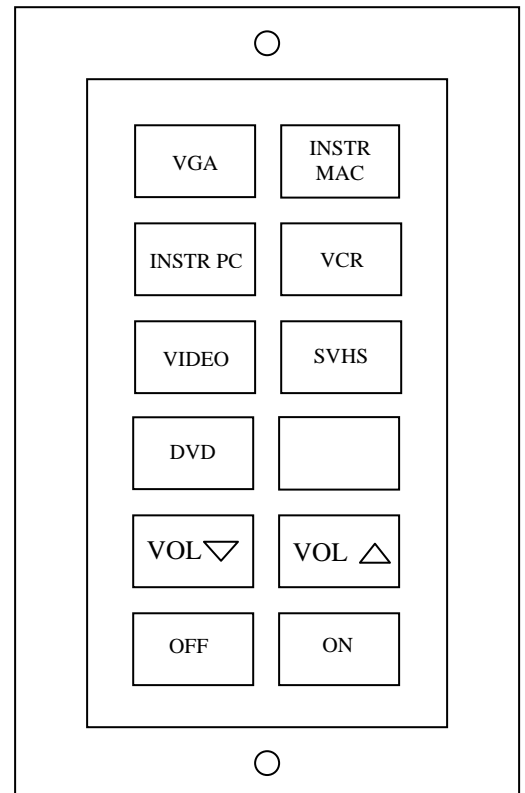 VGA
INSTR
MAC
INSTR PC
VCR
VIDEO
SVHS
DVD
VOL
VOL
OFF
ON